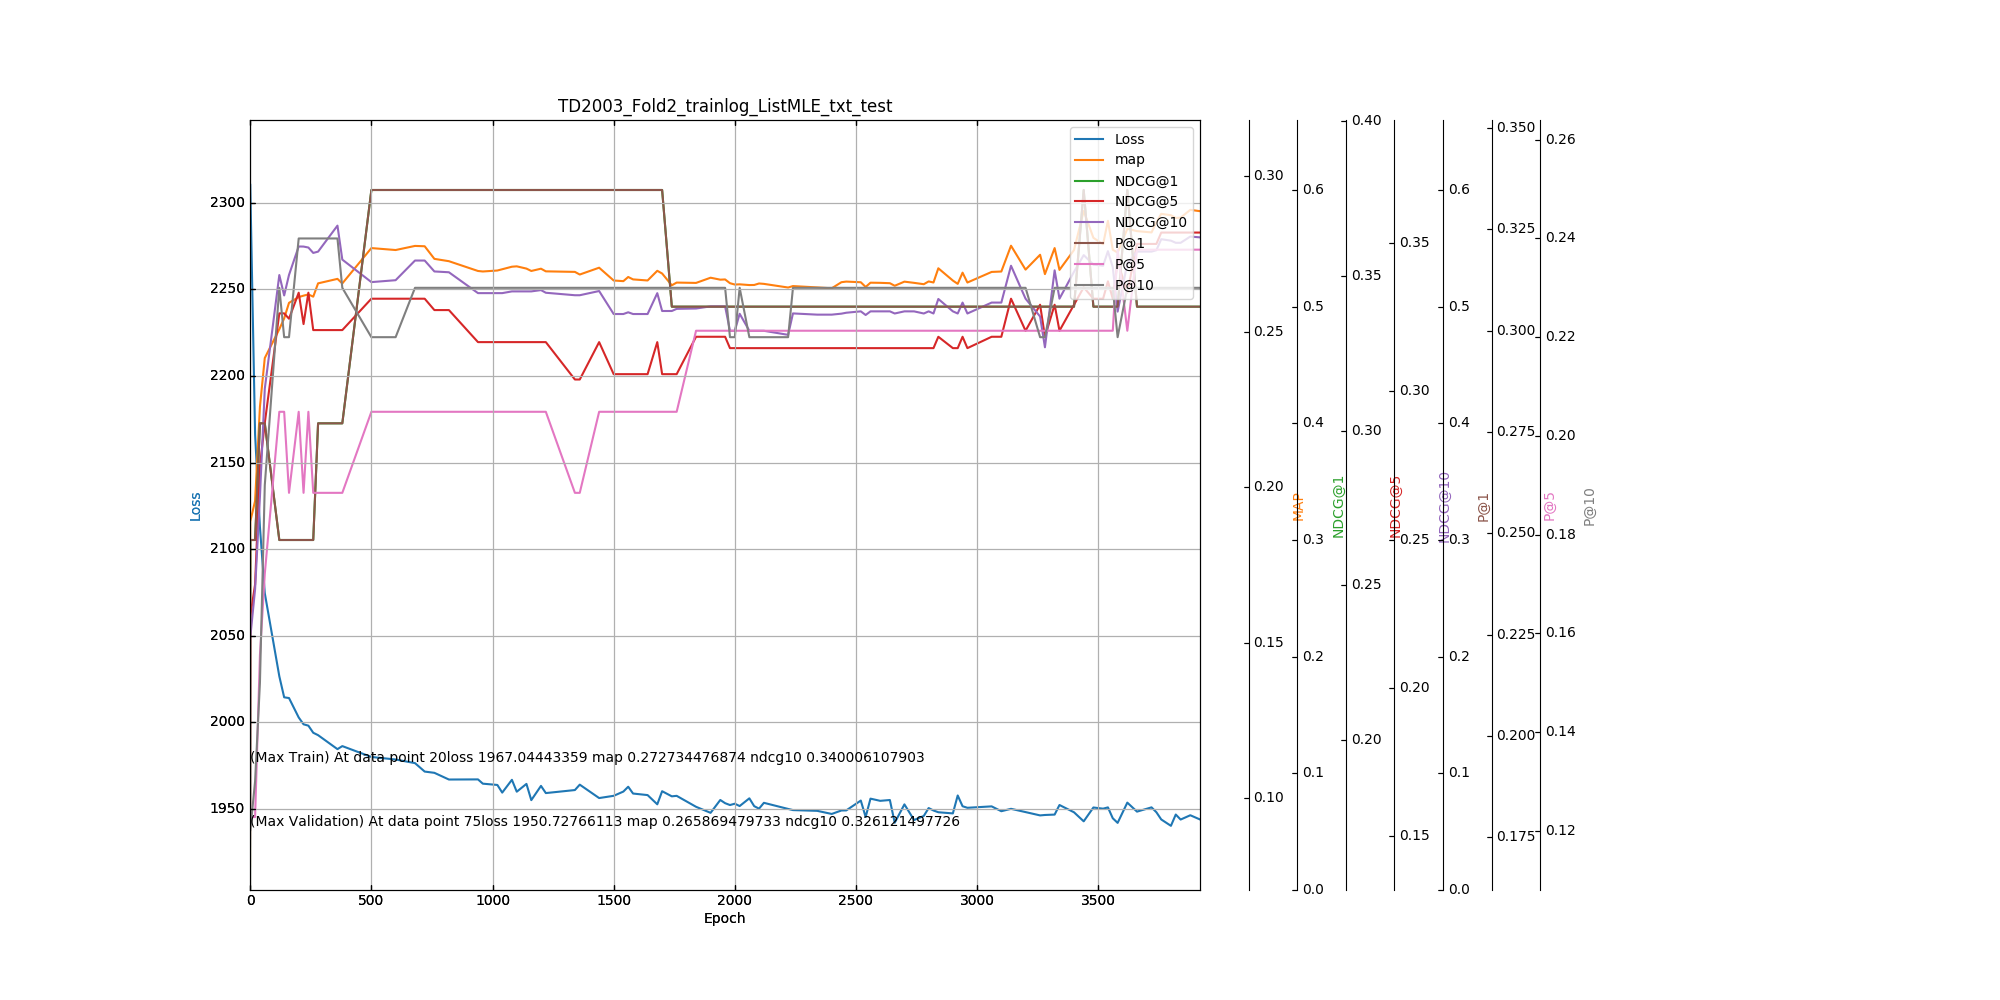 TD2003_Fold2_trainlog_ListMLE_txt_test
Loss
map
NDCG@1
NDCG@5
NDCG@10
P@1
P@5
P@10
2300
2250
2200
2150
2100
2050
2000
1950
Loss
(Max Train) At data point 20loss 1967.04443359 map 0.272734476874 ndcg10 0.340006107903
(Max Validation) At data point 75loss 1950.72766113 map 0.265869479733 ndcg10 0.326121497726
0 500 1000 1500 2000 2500 3000 3500
Epoch
0.30
0.25
0.20
0.15
0.10
MAP
0.6
0.5
0.4
0.3
0.2
0.1
0.0
NDCG@1
0.40
0.35
0.30
0.25
0.20
NDCG@5
0.35
0.30
0.25
0.20
0.15
NDCG@10
0.6
0.5
0.4
0.3
0.2
0.1
0.0
P@1
0.350
0.325
0.300
0.275
0.250
0.225
0.200
0.175
P@5
0.26
0.24
0.22
0.20
0.18
0.16
0.14
0.12
P@10